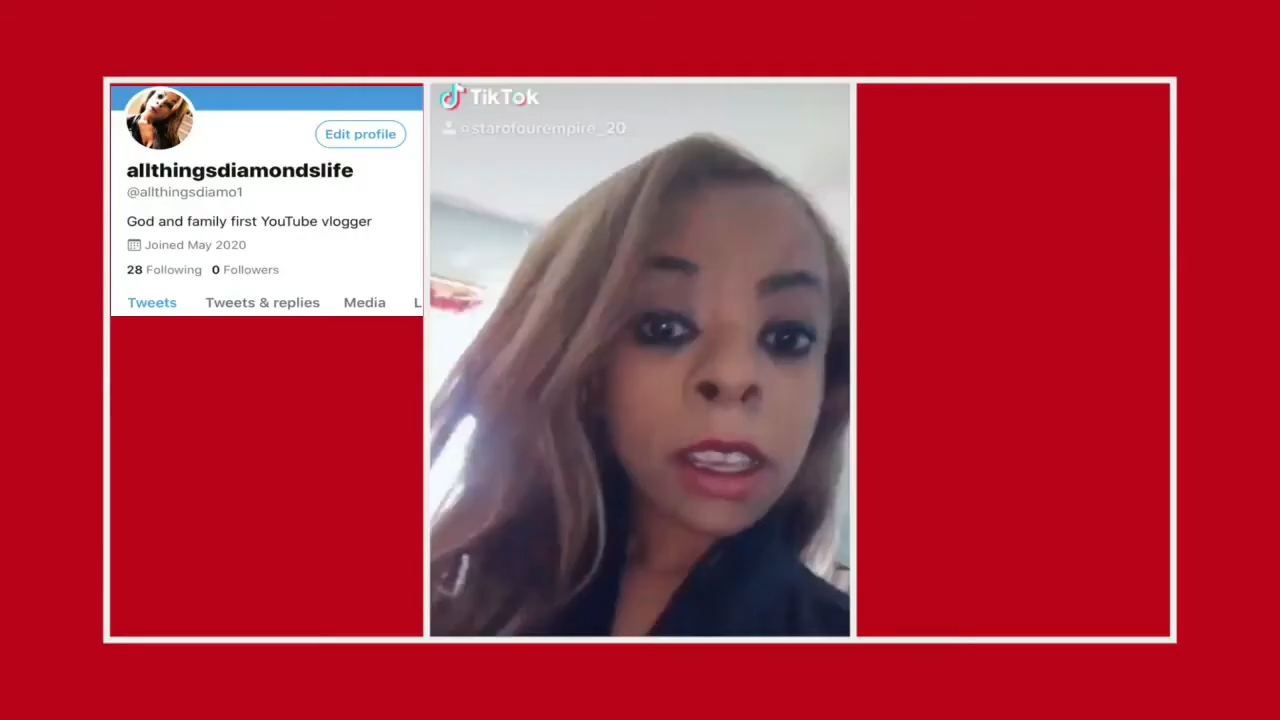 Edit profile
allthingsdiamondslife
@allthingsdiamo1
God and family first YouTube vlogger
Joined May 2020
28 Following 0 Followers
Tweets Tweets & replies Media L
TikTok
@starofourempire_20